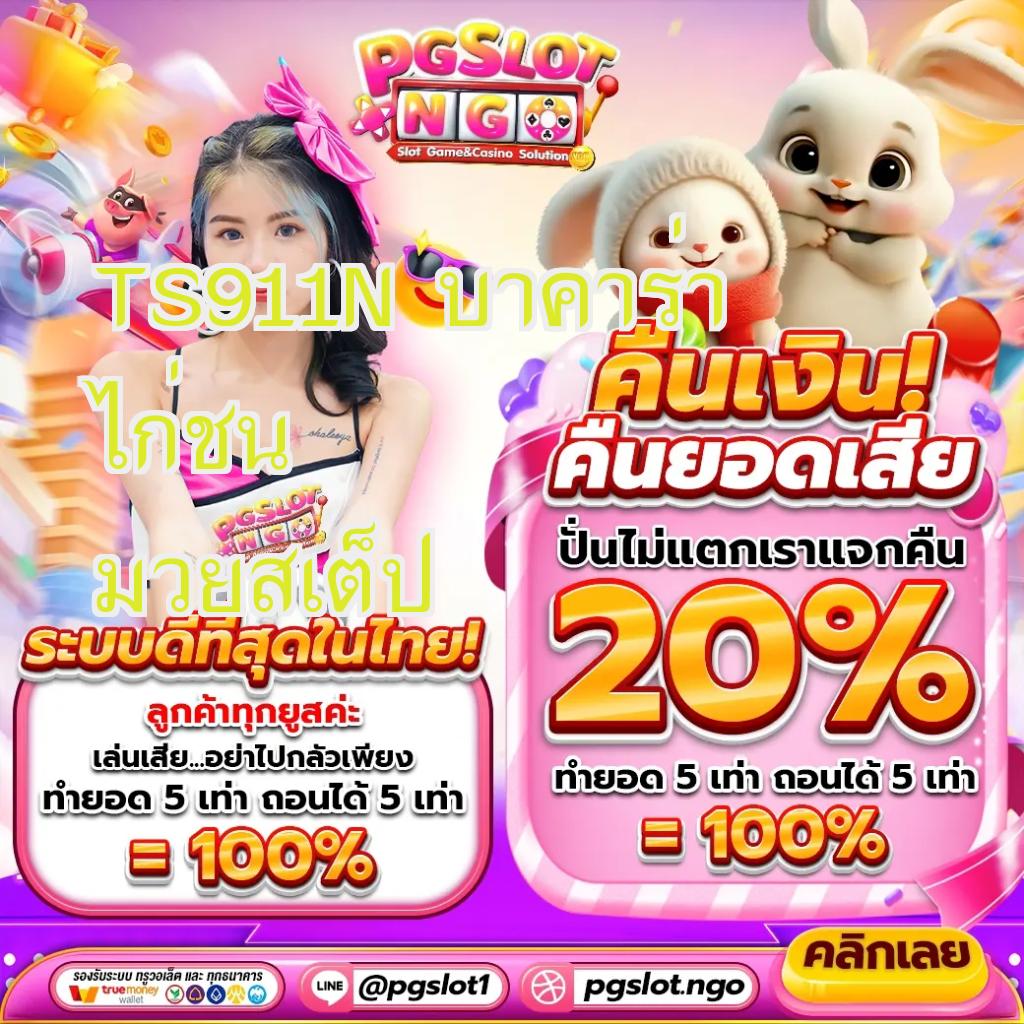 PGSLOT
NGO
Slot Game&Casino Solution
TS911N บาคาร่า
ไก่ชน
มวยสเต็ป
คืนเงิน!
คืนยอดเสีย
ปั่นไม่แตกเราแจกคืน
20%
ทำยอด 5 เท่า ถอนได้ 5 เท่า
= 100%
PGSLOT
NGO
ระบบดีที่สุดในไทย!
ลูกค้าทุกยูสค่ะ
เล่นเสีย...อย่าไปกลัวเพียง
ทำยอด 5 เท่า ถอนได้ 5 เท่า
= 100%
คลิกเลย
รองรับระบบ ทรูวอเล็ต และ ทุกธนาคาร
truemoney
wallet
LINE @pgslot1
pgslot.ngo